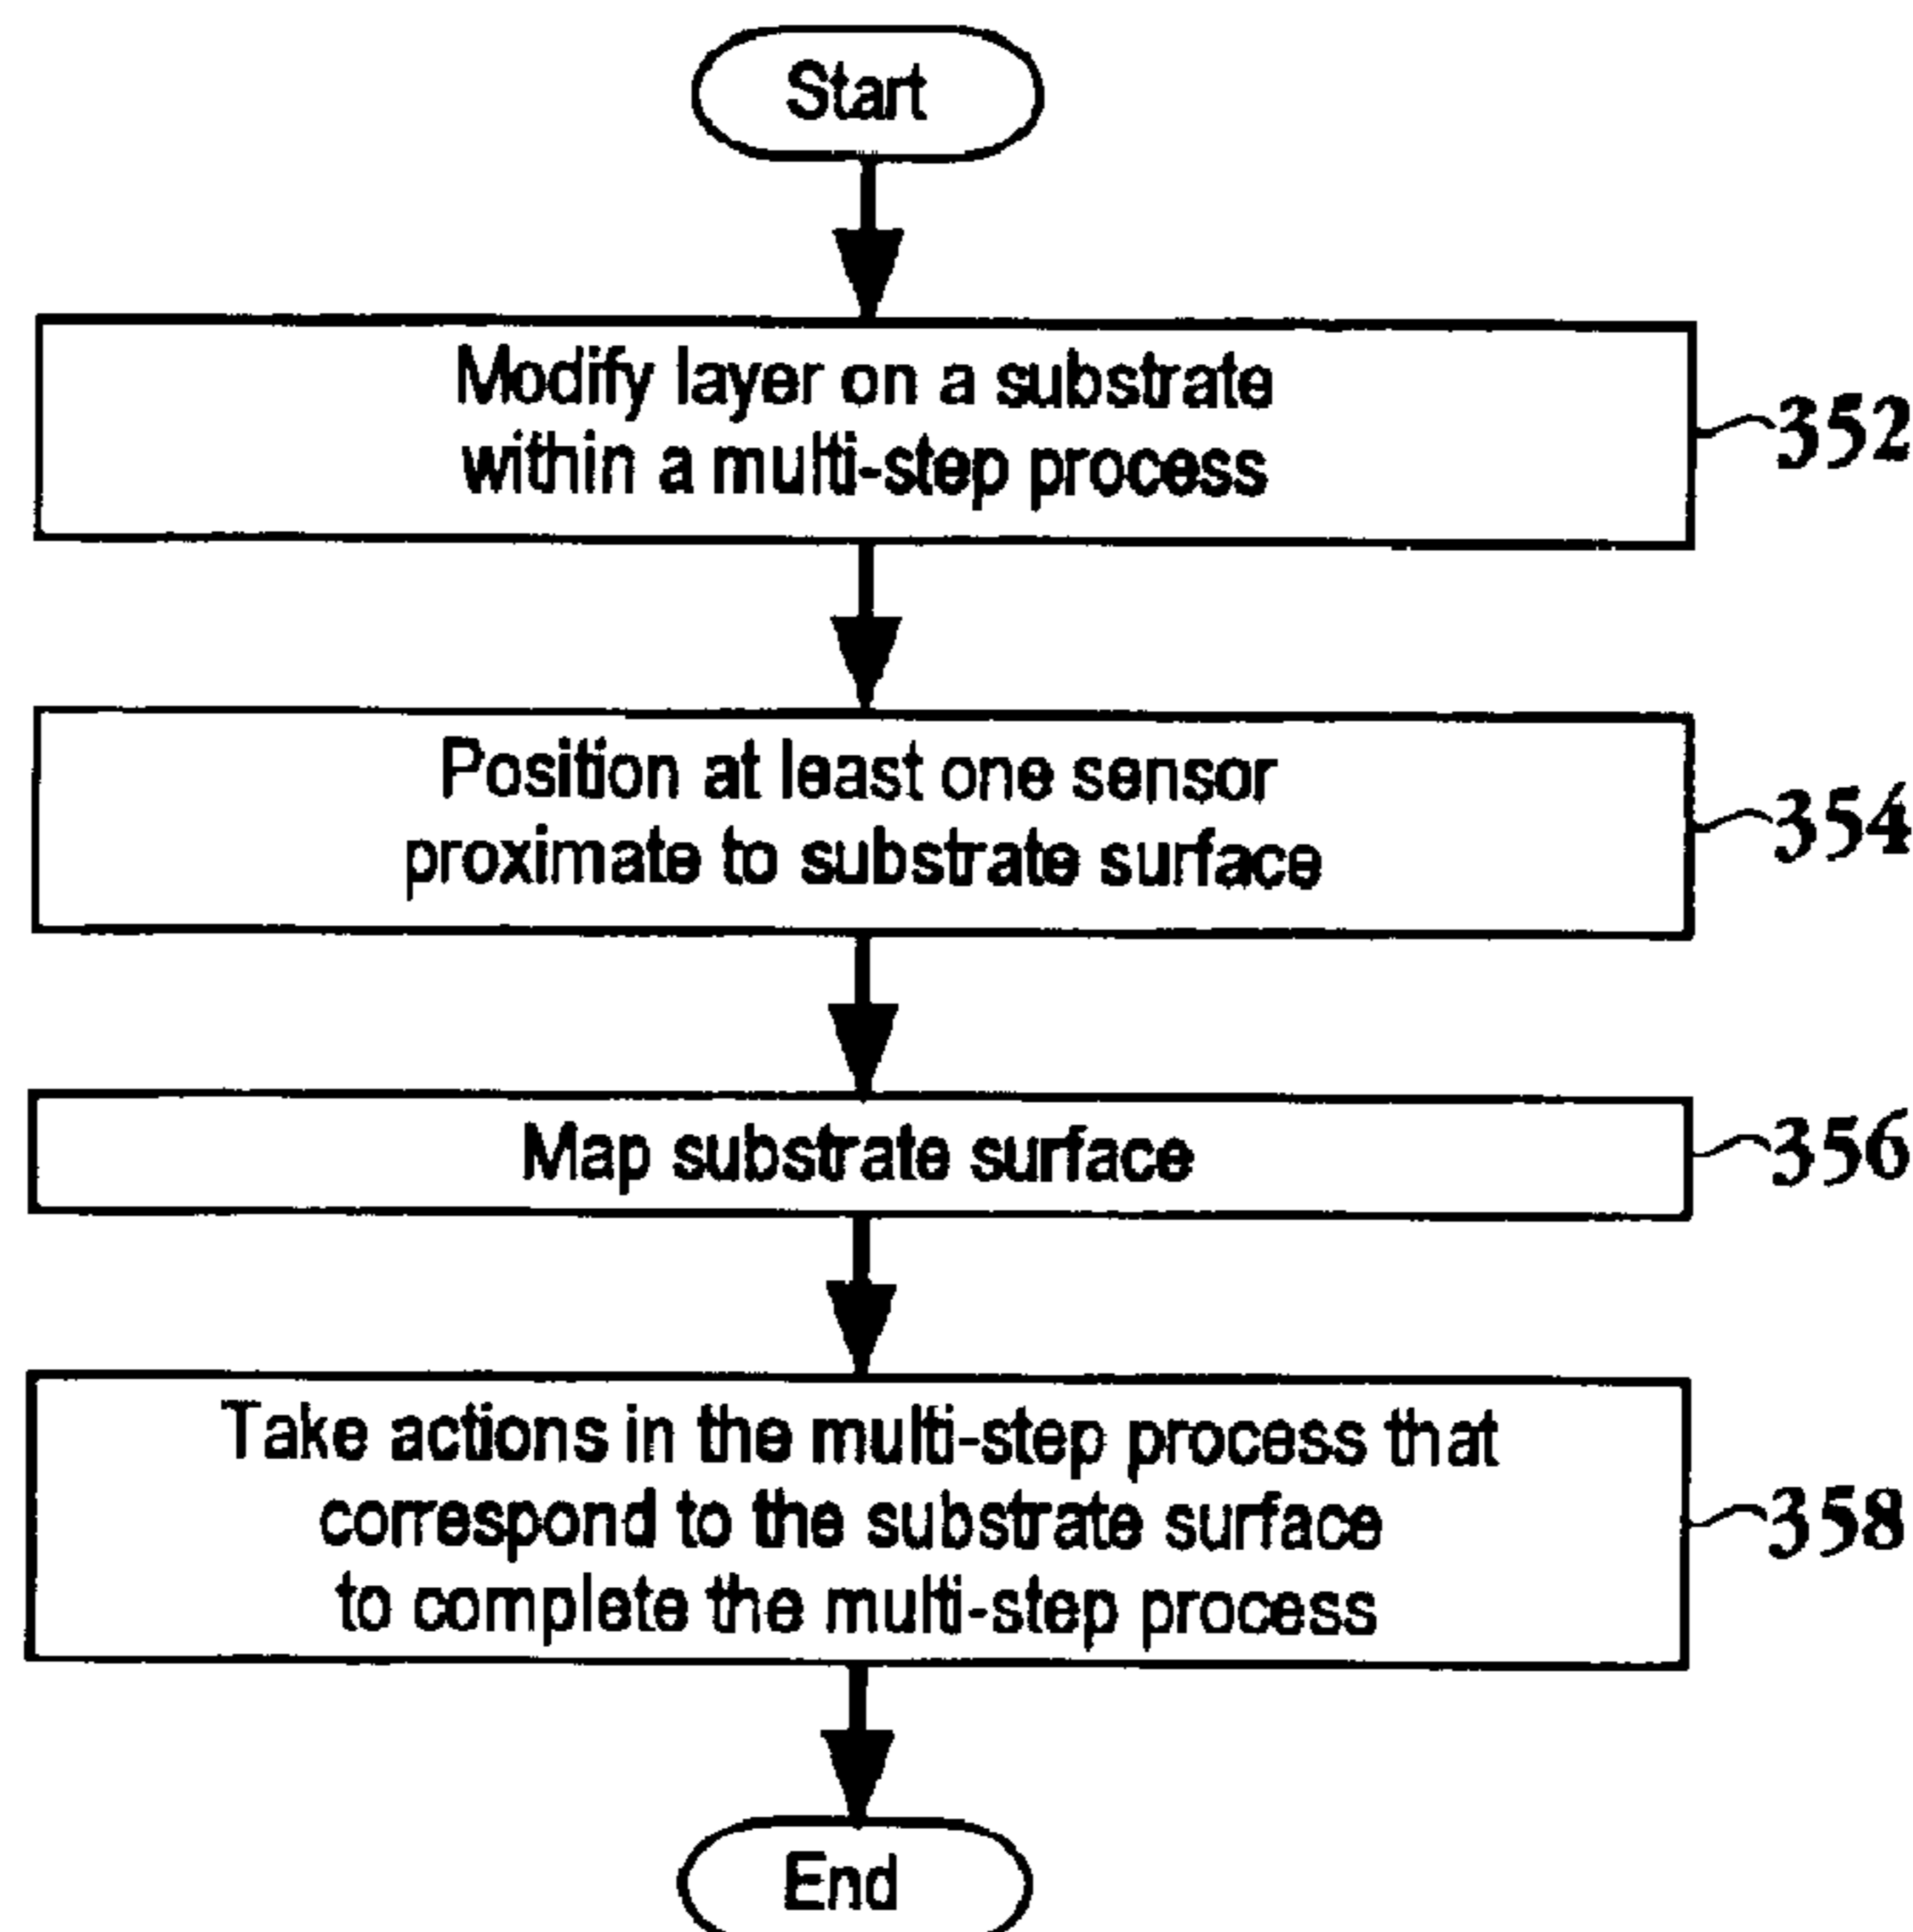 Start
Modify layer on a substrate
within a multi-step process
352
Position at least one sensor
proximate to substrate surface
354
Map substrate surface
356
Take actions in the multi-step process that
correspond to the substrate surface
to complete the multi-step process
358
End